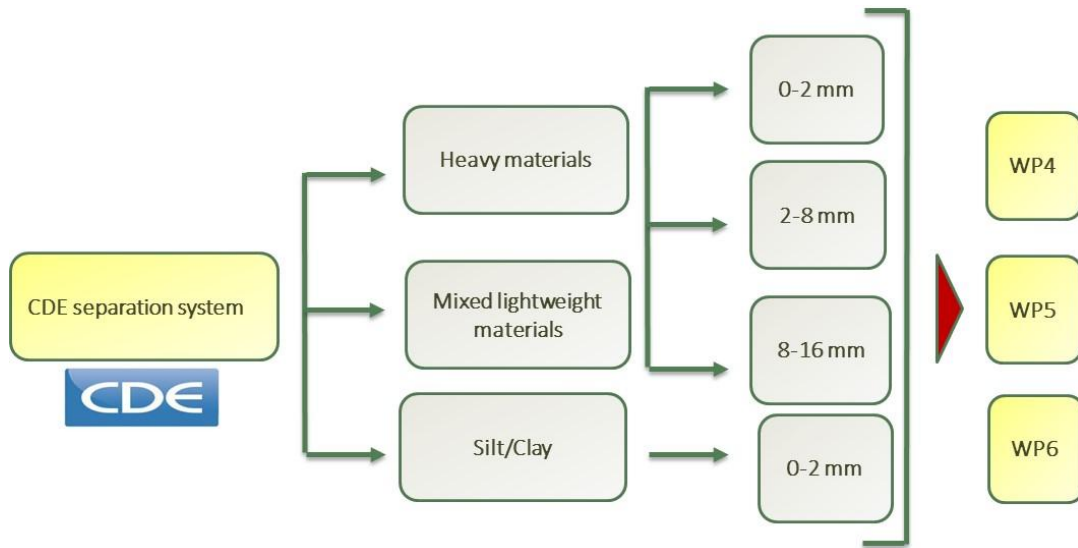 CDE separation system
CDE
Heavy materials
Mixed lightweight
materials
Silt/Clay
0-2 mm
2-8 mm
8-16 mm
0-2 mm
WP4
WP5
WP6